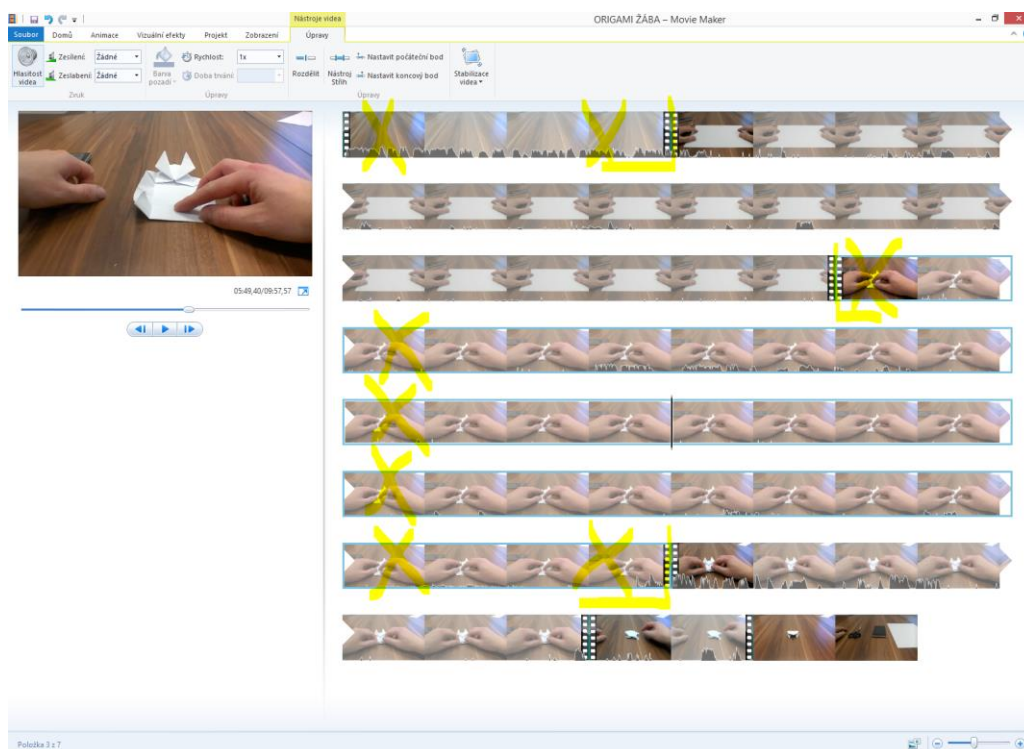 Nástroje videa
ORIGAMI ŽÁBA – Movie Maker
Soubor Domů Animace Vizuální efekty Projekt Zobrazení Úpravy
Hlasitost videa
Zesílení: Žádné
Zeslabení: Žádné
Zvuk
Barva pozadí
Rychlost: 1x
Doba trvání:
Úpravy
Rozdělit
Nástroj Střih
Nastavit počáteční bod
Nastavit koncový bod
Úpravy
Stabilizace videa
05:49,40/09:57,57
Položka 3 z 7